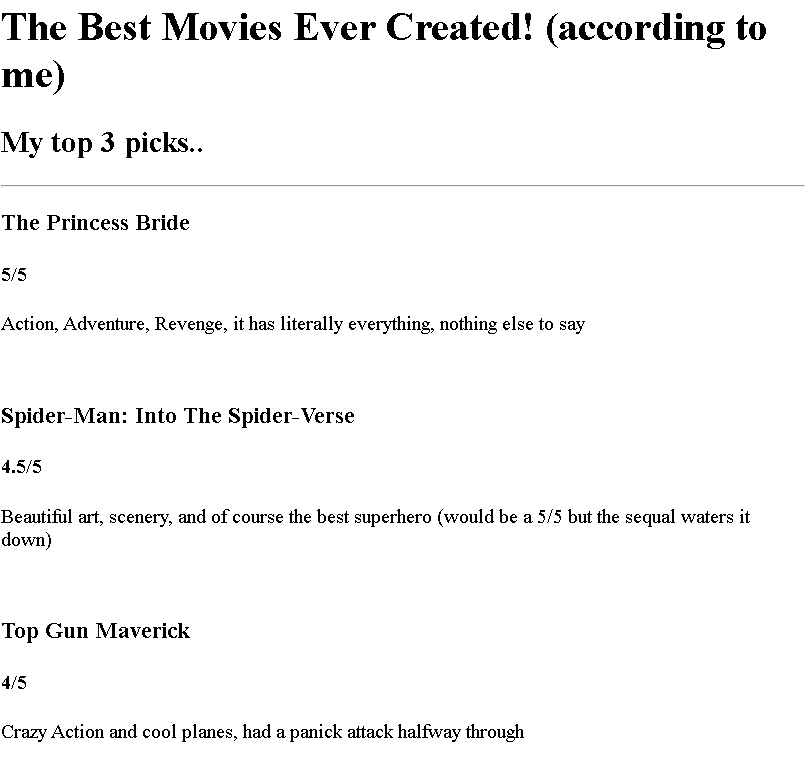 The Best Movies Ever Created! (according to
me)
My top 3 picks..
The Princess Bride
5/5
Action, Adventure, Revenge, it has literally everything, nothing else to say
Spider-Man: Into The Spider-Verse
4.5/5
Beautiful art, scenery, and of course the best superhero (would be a 5/5 but the sequal waters it
down)
Top Gun Maverick
4/5
Crazy Action and cool planes, had a panick attack halfway through